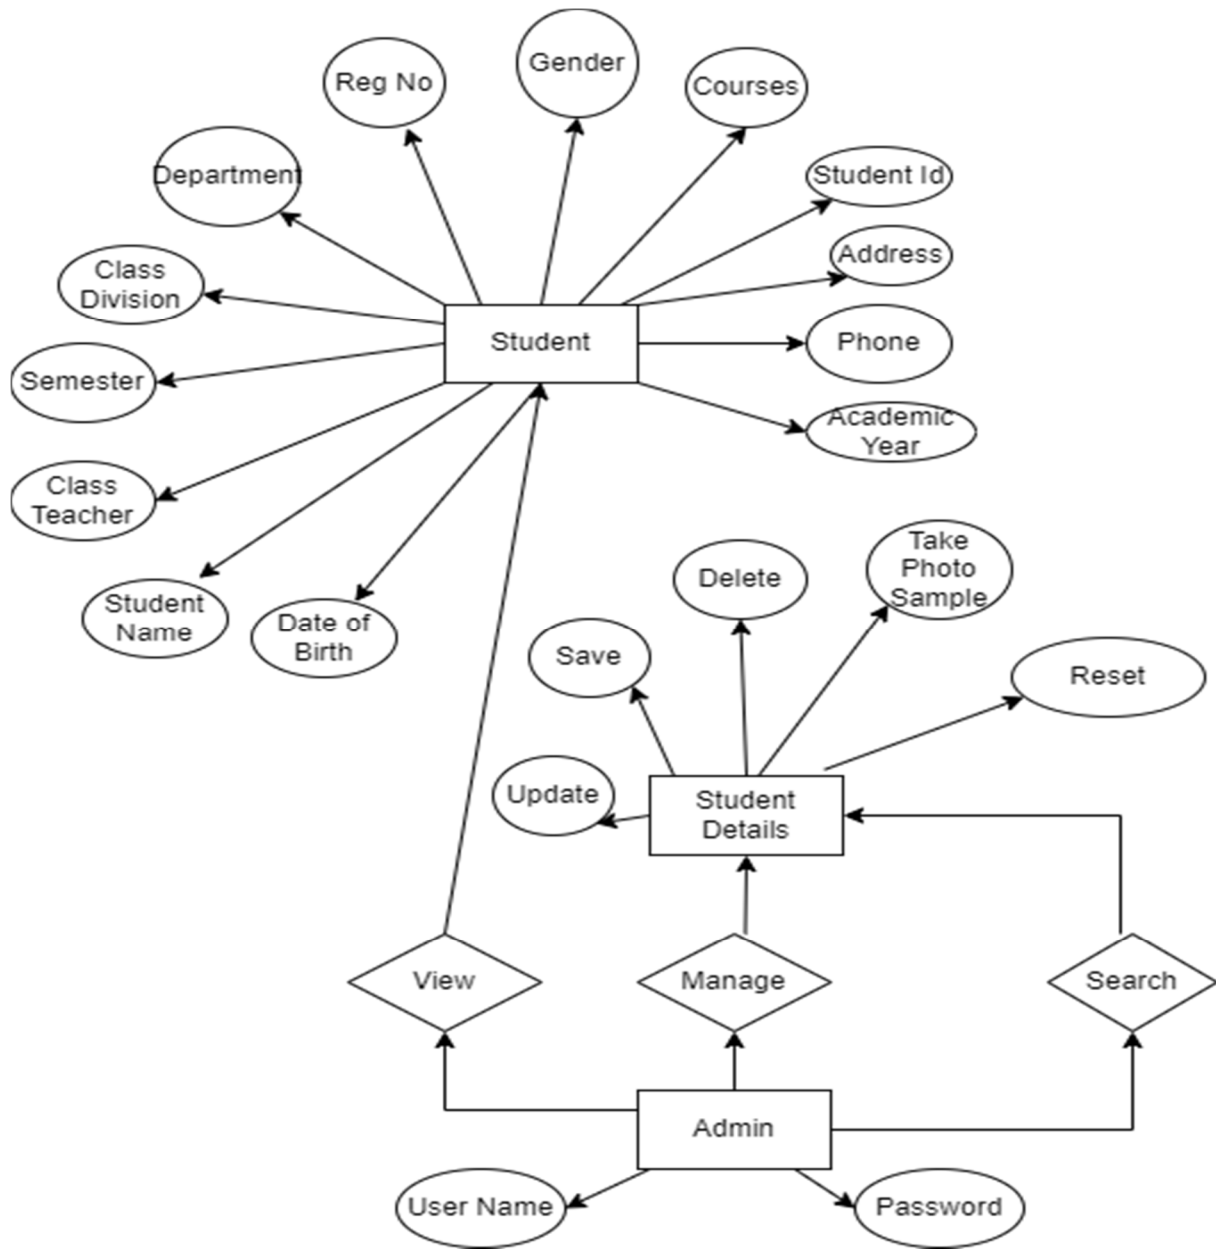 Gender
Reg No
Courses
Department
Student Id
Address
Class
Division
Student
Phone
Semester
Academic
Year
Class
Teacher
Take
Photo
Sample
Delete
Student
Name
Date of
Birth
Save
Reset
Update
Student
Details
View
Manage
Search
Admin
User Name
Password